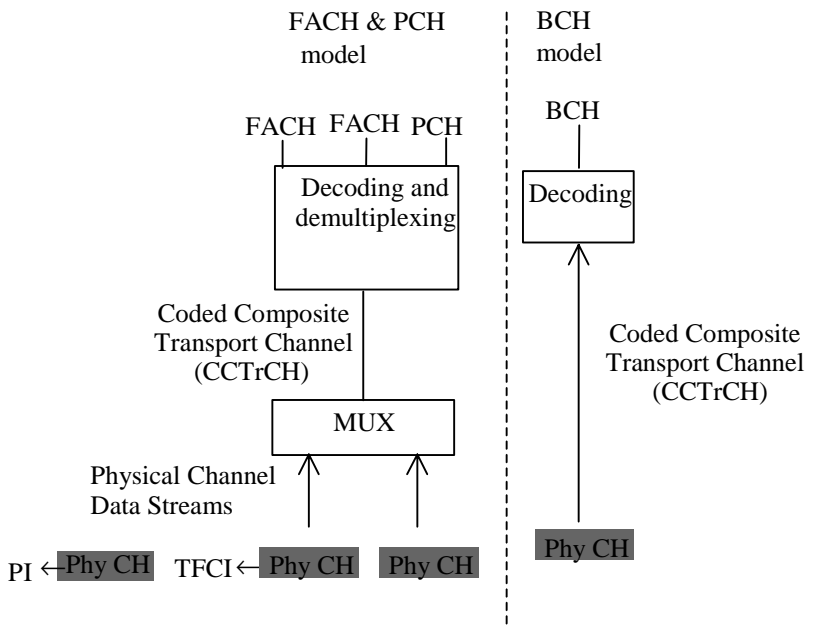 FACH & PCH
model
BCH
model
FACH FACH PCH
BCH
Decoding and
demultiplexing
Decoding
Coded Composite
Transport Channel
(CCTrCH)
Coded Composite
Transport Channel
(CCTrCH)
MUX
Physical Channel
Data Streams
PI ← Phy CH TFCI ← Phy CH Phy CH
Phy CH